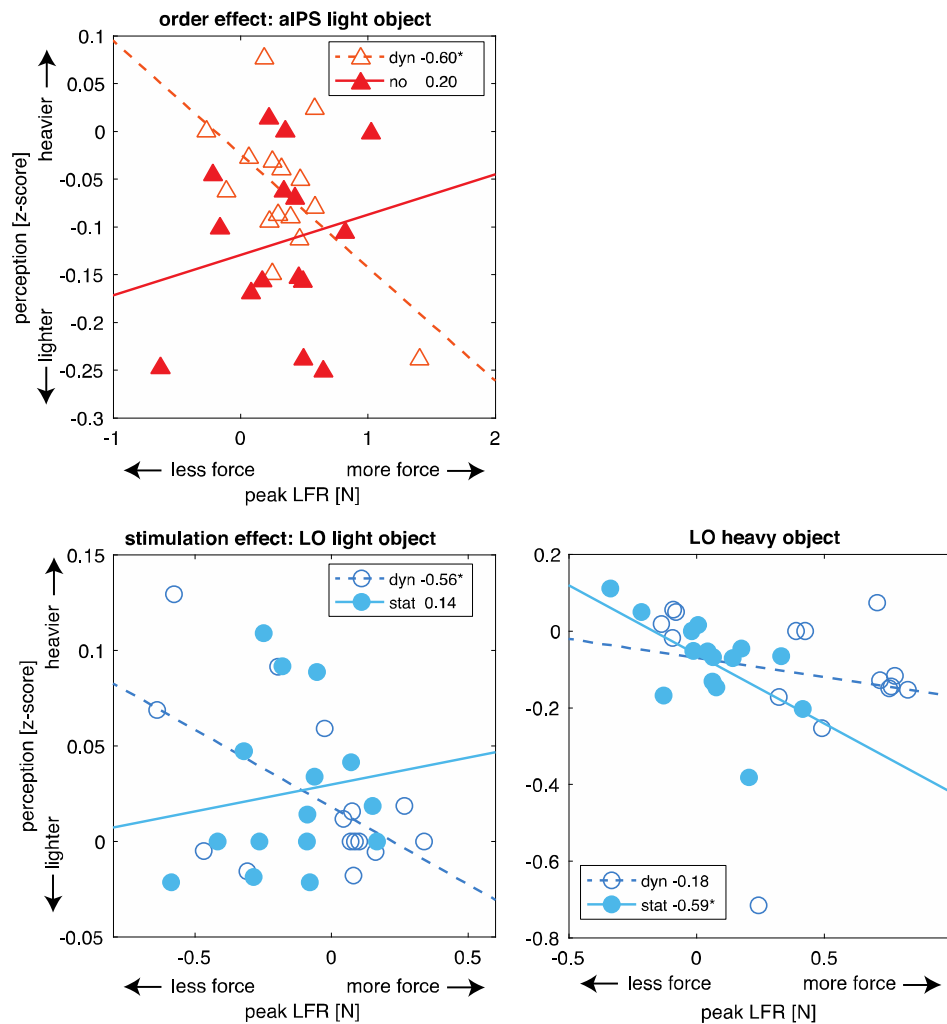 order effect: aIPS light object
0.1
0.05
0
-0.05
-0.1
-0.15
-0.2
-0.25
-0.3
perception [z-score]
heavier
lighter
dyn -0.60*
no 0.20
-1
0
1
2
less force
more force
peak LFR [N]
stimulation effect: LO light object
0.15
0.1
0.05
0
-0.05
perception [z-score]
heavier
lighter
dyn -0.56*
stat 0.14
-0.5
0
0.5
less force
more force
peak LFR [N]
LO heavy object
0.2
0
-0.2
-0.4
-0.6
-0.8
dyn -0.18
stat -0.59*
-0.5
0
0.5
less force
more force
peak LFR [N]